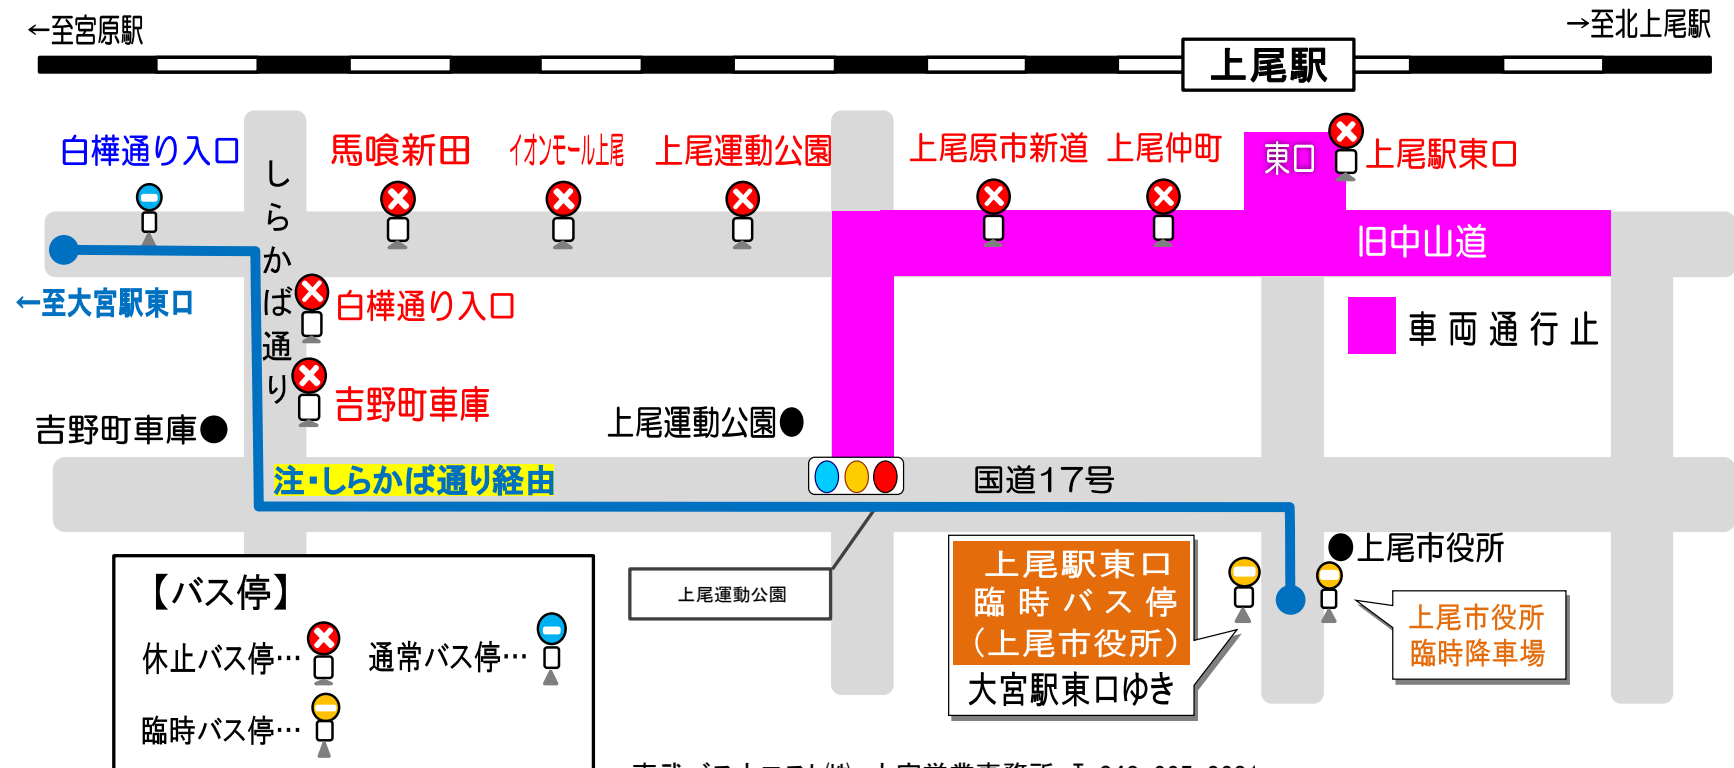 ←至宮原駅
→至北上尾駅
上尾駅
白樺通り入口
しらかば通り
馬喰新田
イオンモール上尾
上尾運動公園
上尾原市新道
上尾仲町
東口
上尾駅東口
旧中山道
←至大宮駅東口
白樺通り入口
車両通行止
吉野町車庫
吉野町車庫●
上尾運動公園●
注・しらかば通り経由
国道17号
●上尾市役所
上尾運動公園
上尾駅東口
臨時バス停
（上尾市役所）
大宮駅東口ゆき
上尾市役所
臨時降車場
【バス停】
休止バス停…
通常バス停…
臨時バス停…